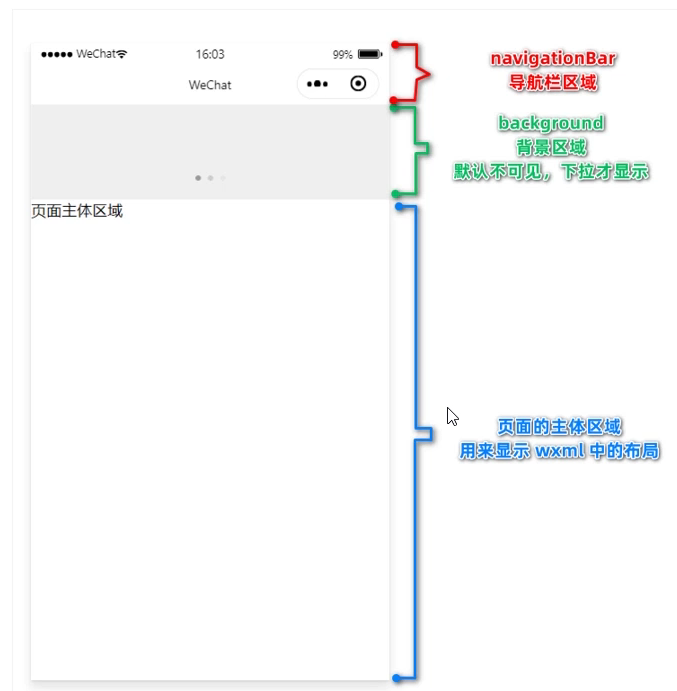 ●●●●● WeChat 16:03 99%
WeChat
navigationBar
导航栏区域
background
背景区域
默认不可见，下拉才显示
页面主体区域
页面的主体区域
用来显示 wxml 中的布局